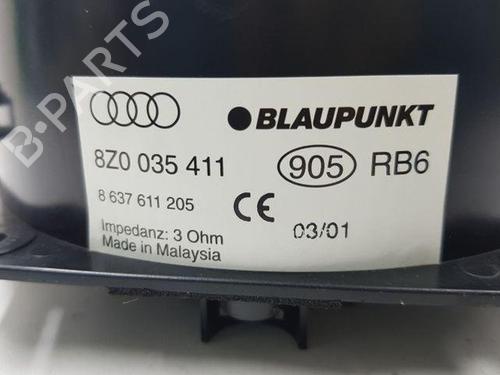 B-PARTS
BLAUPUNKT
8Z0 035 411
905 RB6
8 637 611 205
CE
03/01
Impedanz: 3 Ohm
Made in Malaysia